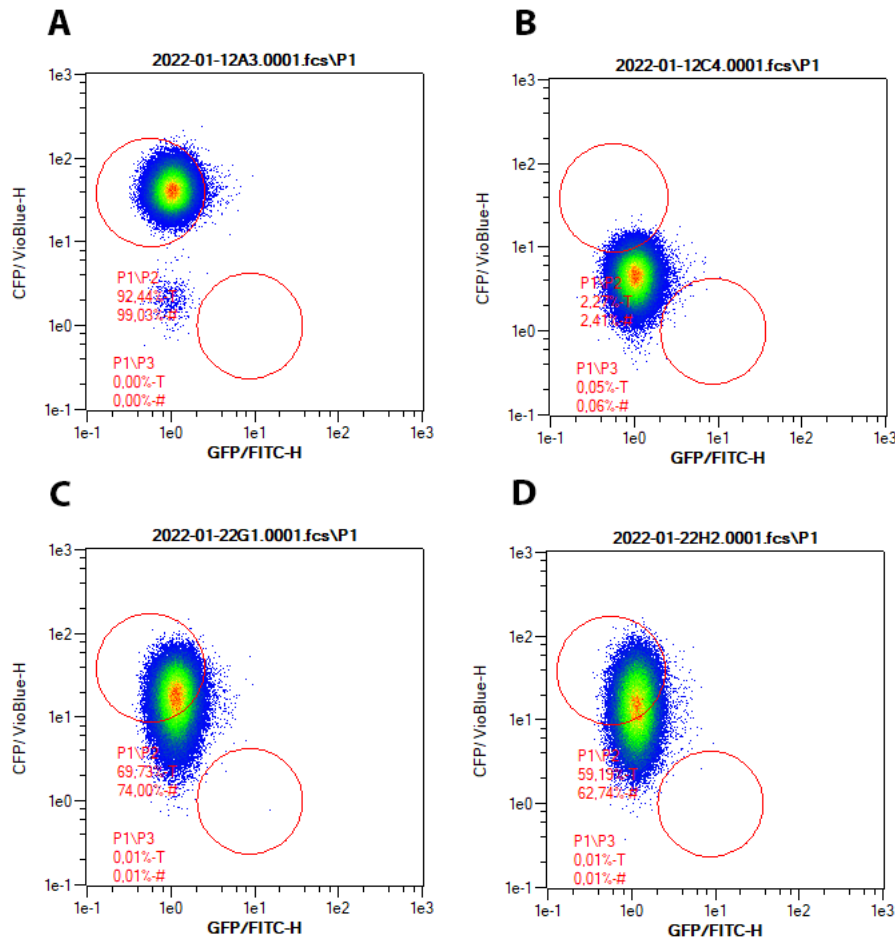 A
2022-01-12A3.0001.fcs\P1
1e3
1e2
1e1
1e0
1e-1
CFP/ VioBlue-H
P1\P2
92,44%-T
99,03%-#
P1\P3
0,00%-T
0,00%-#
1e-1 1e0 1e1 1e2 1e3
GFP/FITC-H
B
2022-01-12C4.0001.fcs\P1
1e3
1e2
1e1
1e0
1e-1
CFP/ VioBlue-H
P1\P2
2,41%-#
P1\P3
0,05%-T
0,06%-#
1e-1 1e0 1e1 1e2 1e3
GFP/FITC-H
C
2022-01-22G1.0001.fcs\P1
1e3
1e2
1e1
1e0
1e-1
CFP/ VioBlue-H
P1\P2
69,73%-T
74,00%-#
P1\P3
0,01%-T
0,01%-#
1e-1 1e0 1e1 1e2 1e3
GFP/FITC-H
D
2022-01-22H2.0001.fcs\P1
1e3
1e2
1e1
1e0
1e-1
CFP/ VioBlue-H
P1\P2
59,19%-T
62,74%-#
P1\P3
0,01%-T
0,01%-#
1e-1 1e0 1e1 1e2 1e3
GFP/FITC-H